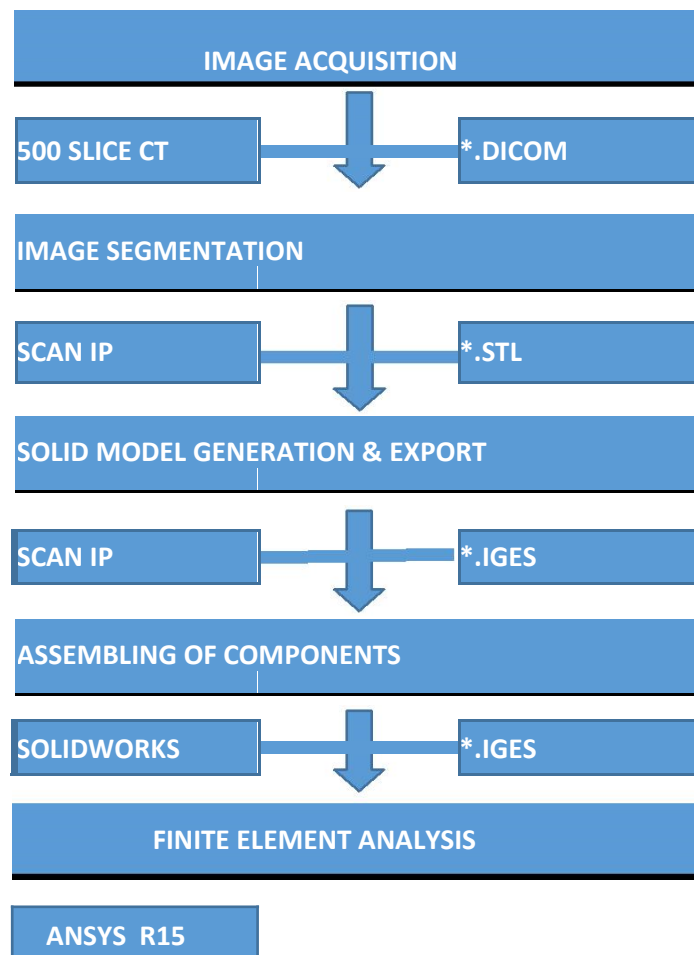 IMAGE ACQUISITION
500 SLICE CT
*.DICOM
IMAGE SEGMENTATION
SCAN IP
*.STL
SOLID MODEL GENERATION & EXPORT
SCAN IP
*.IGES
ASSEMBLING OF COMPONENTS
SOLIDWORKS
*.IGES
FINITE ELEMENT ANALYSIS
ANSYS R15